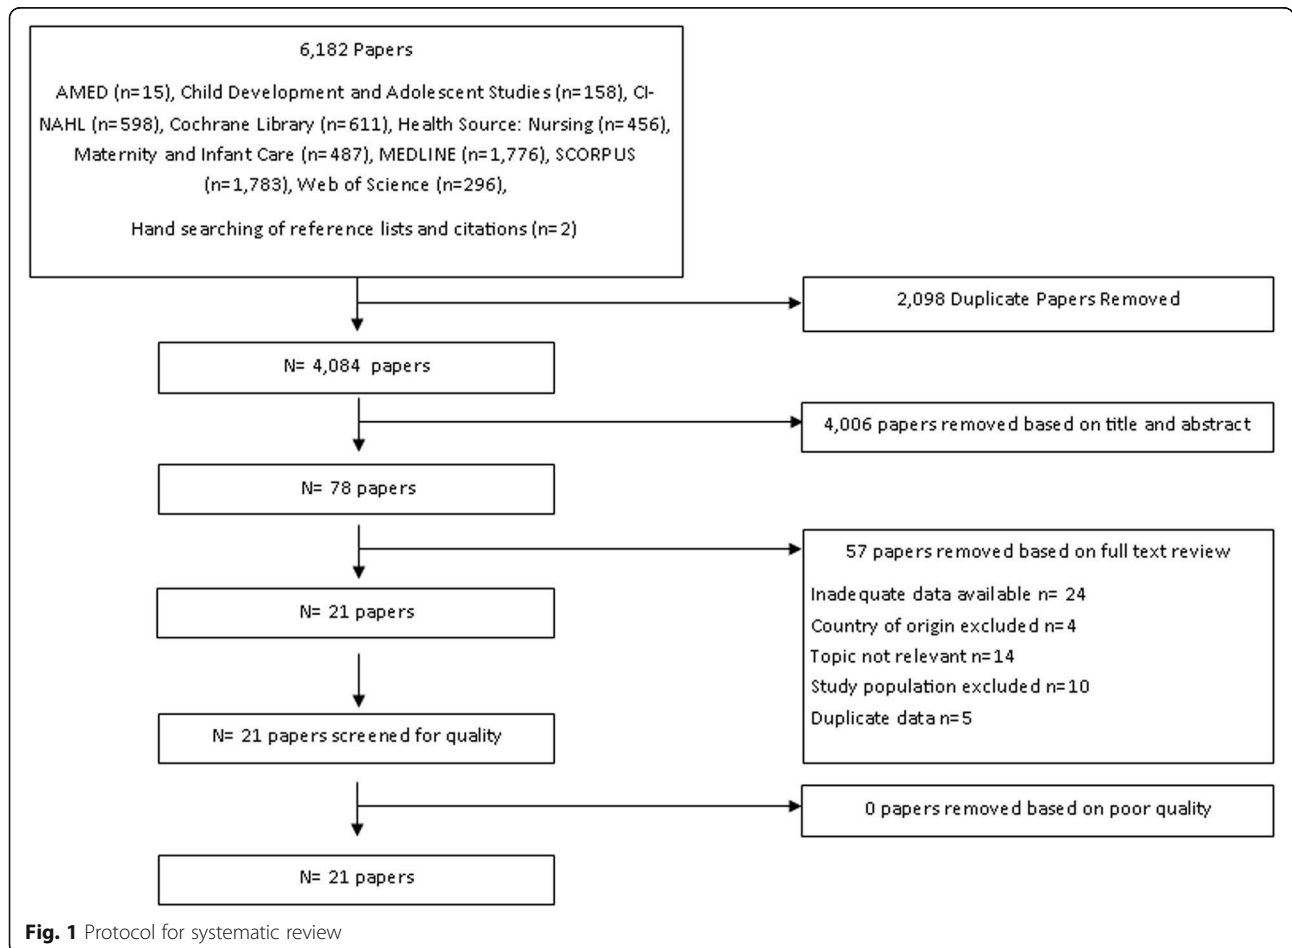 6,182 Papers
AMED (n=15), Child Development and Adolescent Studies (n=158), CI-
NAHL (n=598), Cochrane Library (n=611), Health Source: Nursing (n=456),
Maternity and Infant Care (n=487), MEDLINE (n=1,776), SCORPUS
(n=1,783), Web of Science (n=296),
Hand searching of reference lists and citations (n=2)
2,098 Duplicate Papers Removed
N= 4,084 papers
4,006 papers removed based on title and abstract
N= 78 papers
57 papers removed based on full text review
Inadequate data available n= 24
Country of origin excluded n=4
Topic not relevant n=14
Study population excluded n=10
Duplicate data n=5
N= 21 papers
N= 21 papers screened for quality
0 papers removed based on poor quality
N= 21 papers
Fig. 1 Protocol for systematic review